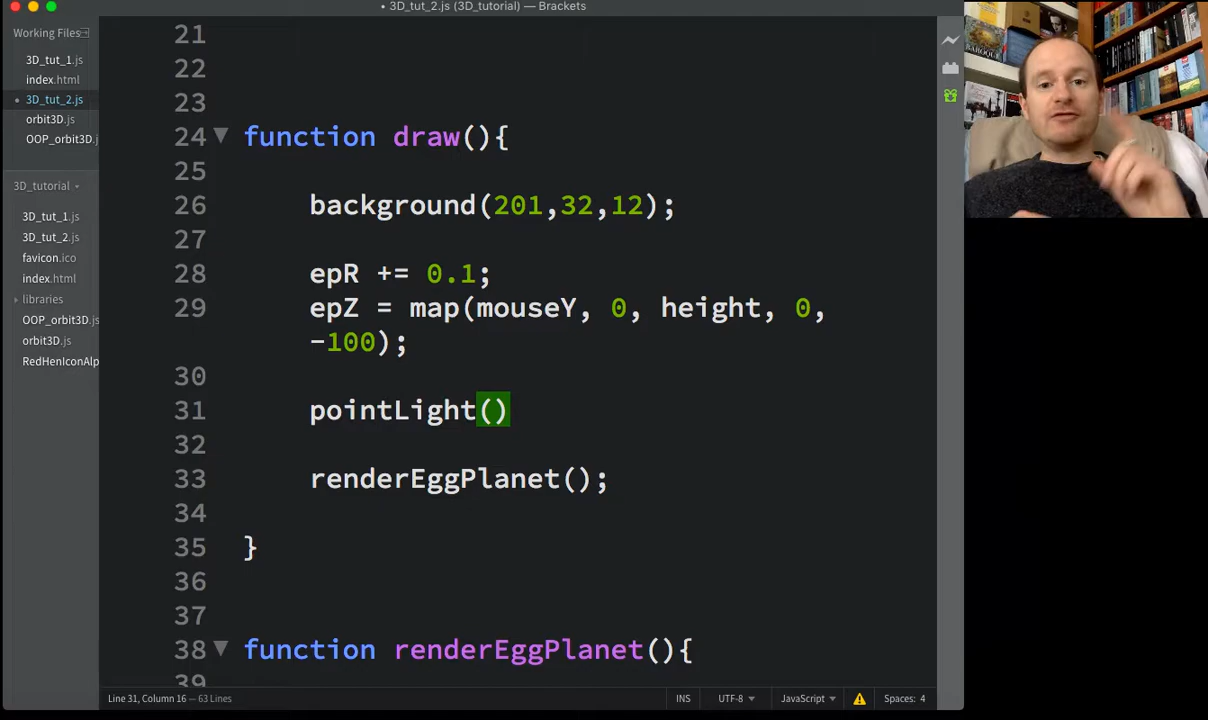 3D_tut_2.js (3D_tutorial) — Brackets
Working Files
3D_tut_1.js
index.html
3D_tut_2.js
orbit3D.js
OOP_orbit3D.j
3D_tutorial
3D_tut_1.js
3D_tut_2.js
favicon.ico
index.html
libraries
OOP_orbit3D.js
orbit3D.js
RedHenIconAlp
21
22
23
24 function draw(){
25
26 background(201,32,12);
27
28 epR += 0.1;
29 epZ = map(mouseY, 0, height, 0,
-100);
30
31 pointLight()
32
33 renderEggPlanet();
34
35 }
36
37
38 function renderEggPlanet(){
39
Line 31, Column 16 — 63 Lines
INS
UTF-8
JavaScript
Spaces: 4
BAROQUE